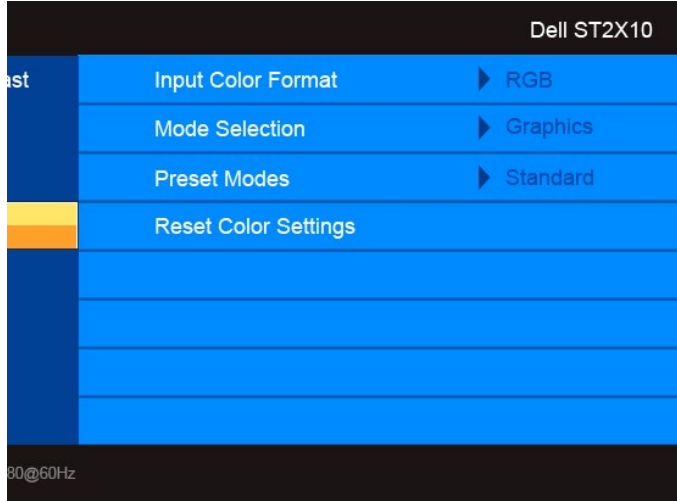 Dell ST2X10
ast
Input Color Format RGB
Mode Selection Graphics
Preset Modes Standard
Reset Color Settings
80@60Hz